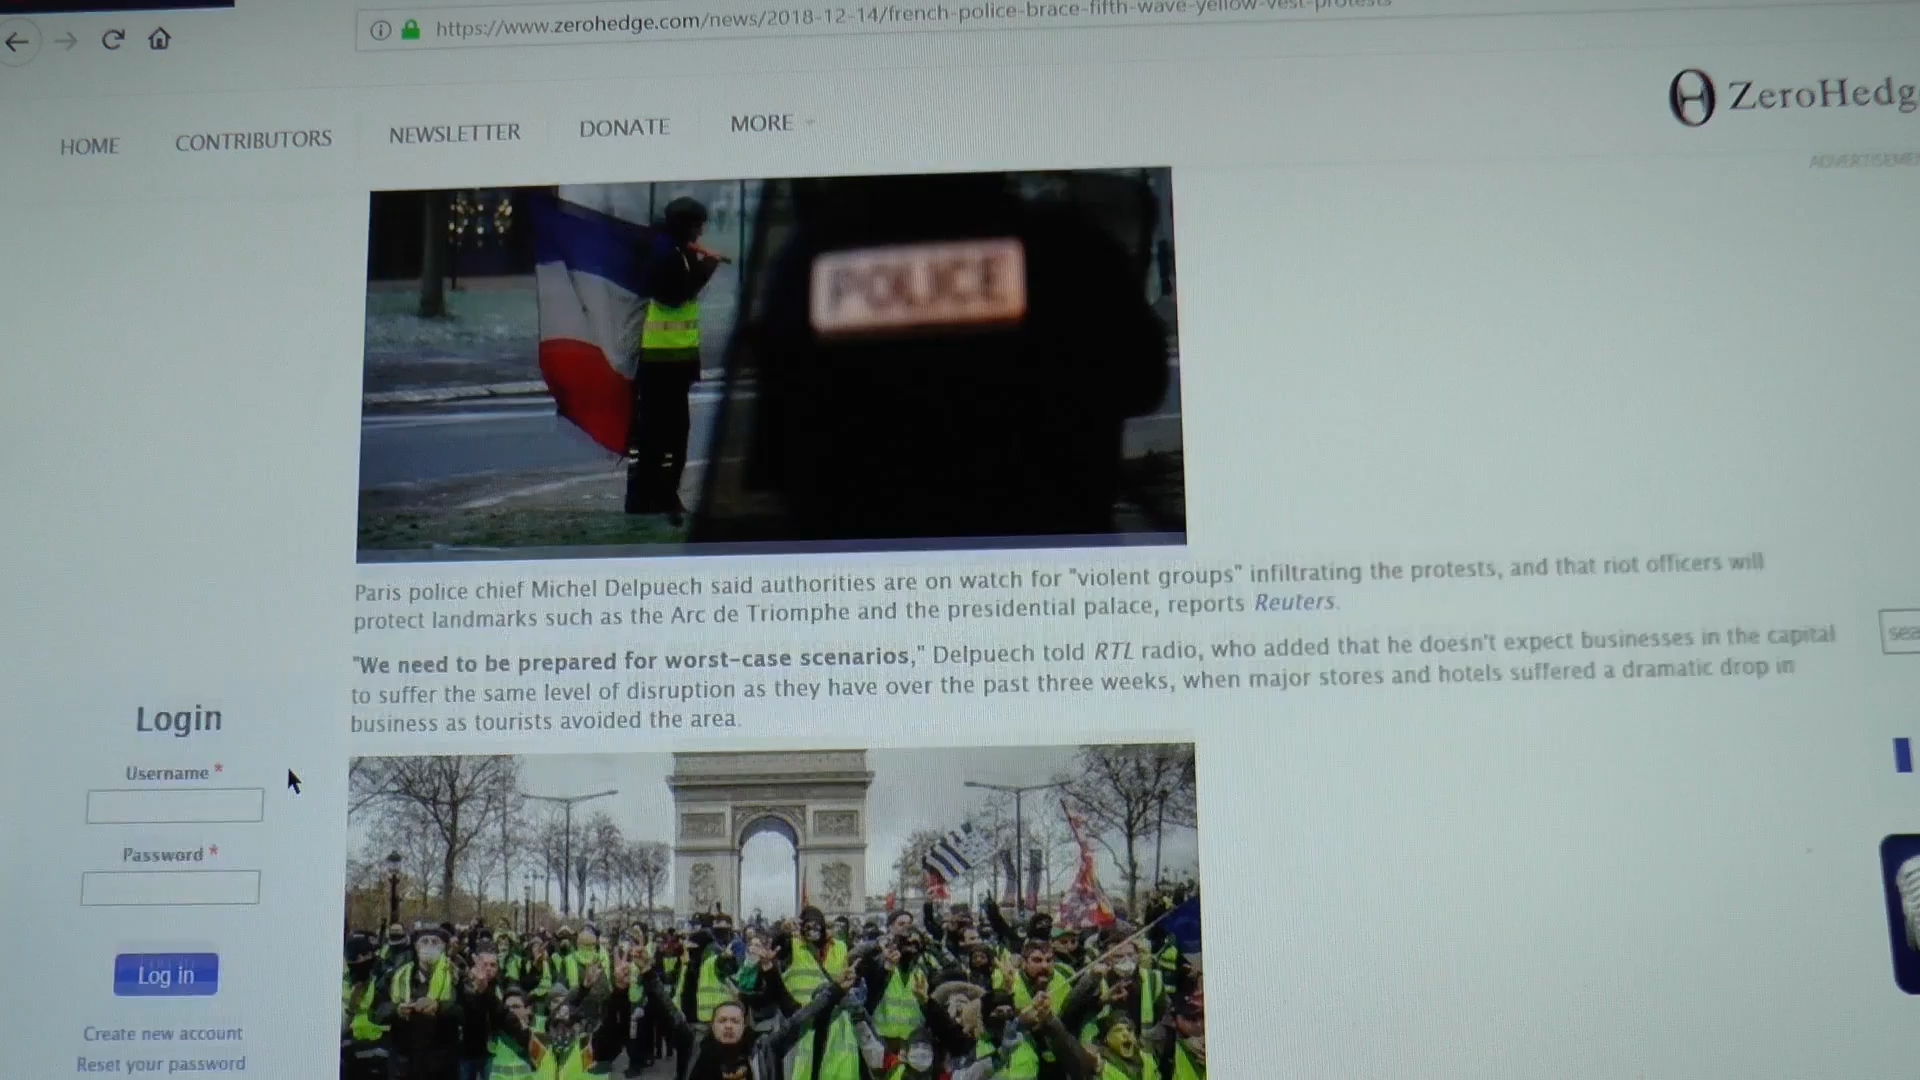 https://www.zerohedge.com/news/2018-12-14/french-police-brace-fifth-wave-yellow-vest-protests
HOME CONTRIBUTORS NEWSLETTER DONATE MORE
ZeroHedg
ADVERTISEME
POLICE
Paris police chief Michel Delpuech said authorities are on watch for "violent groups" infiltrating the protests, and that riot officers will
protect landmarks such as the Arc de Triomphe and the presidential palace, reports Reuters.
"We need to be prepared for worst-case scenarios," Delpuech told RTL radio, who added that he doesn't expect businesses in the capital
to suffer the same level of disruption as they have over the past three weeks, when major stores and hotels suffered a dramatic drop in
business as tourists avoided the area.
sea
Login
Username *
Password *
Log in
Create new account
Reset your password